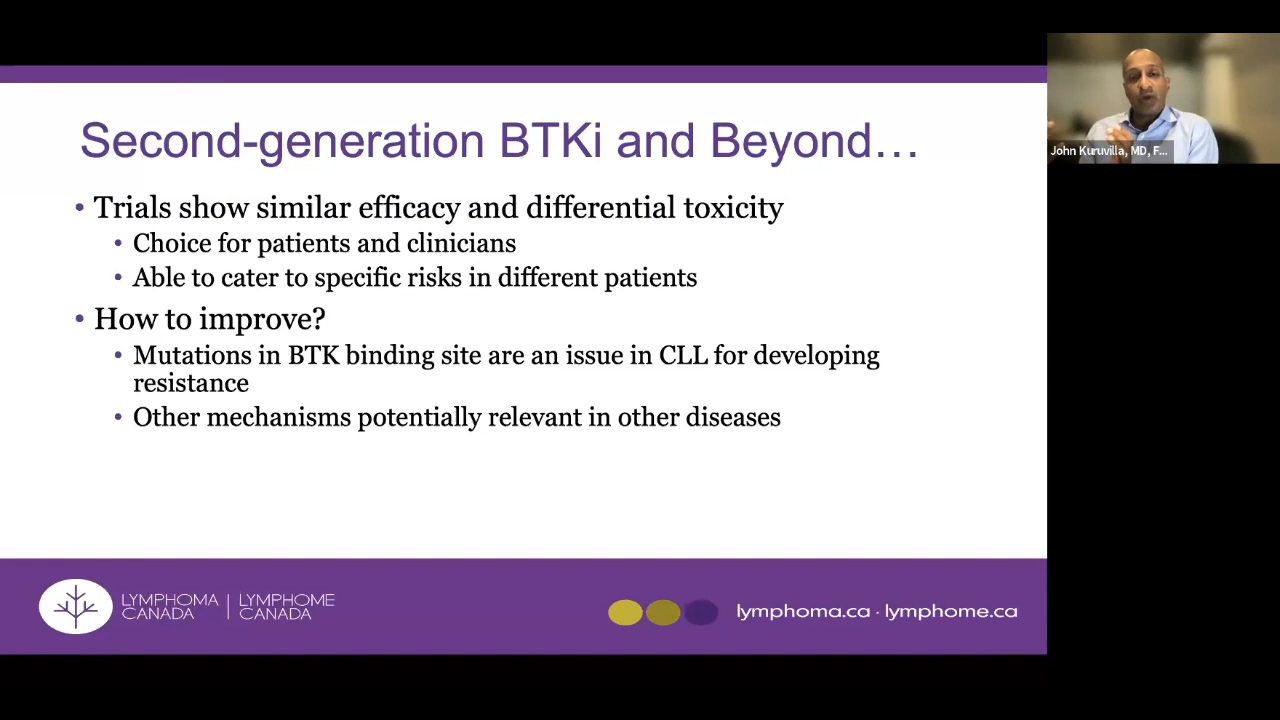 Second-generation BTKi and Beyond…
• Trials show similar efficacy and differential toxicity
• Choice for patients and clinicians
• Able to cater to specific risks in different patients
• How to improve?
• Mutations in BTK binding site are an issue in CLL for developing
resistance
• Other mechanisms potentially relevant in other diseases
John Kuruvilla, MD, F...
LYMPHOMA | LYMPHOME
CANADA | CANADA
lymphoma.ca · lymphome.ca